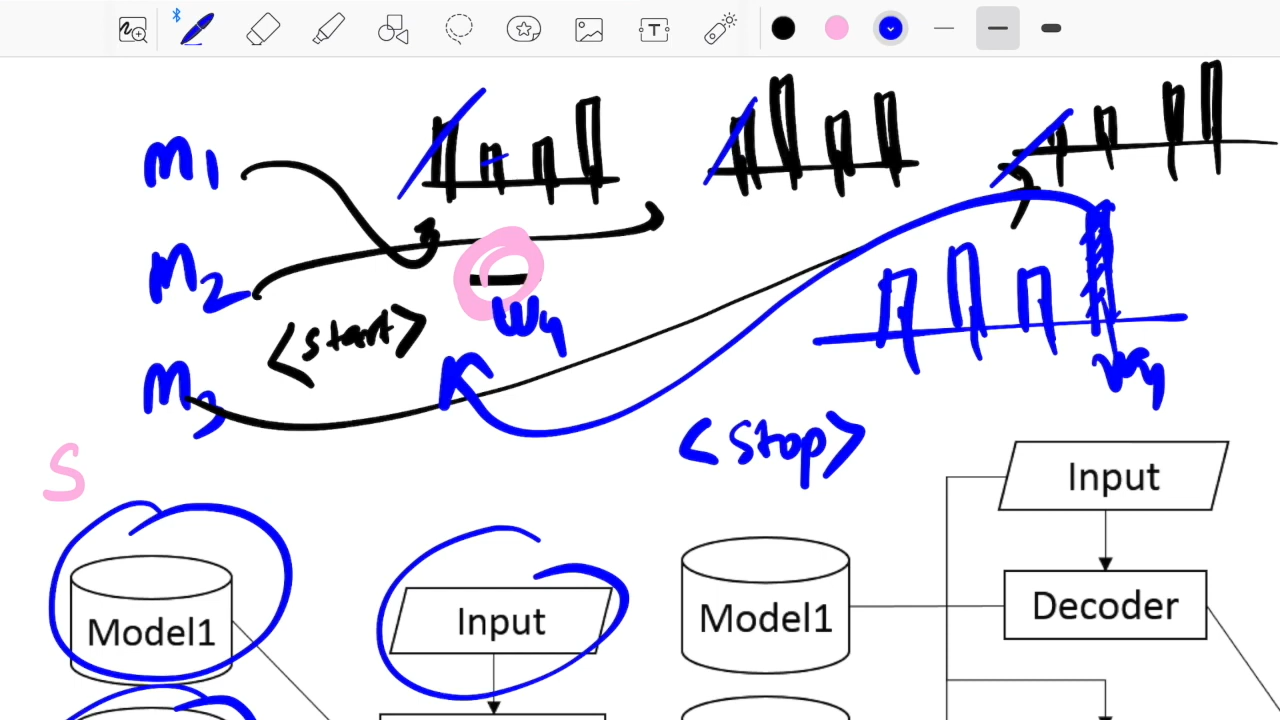 m1
m2
<start>
w4
m3
w4
<stop>
S
Input
Model1
Input
Model1
Decoder